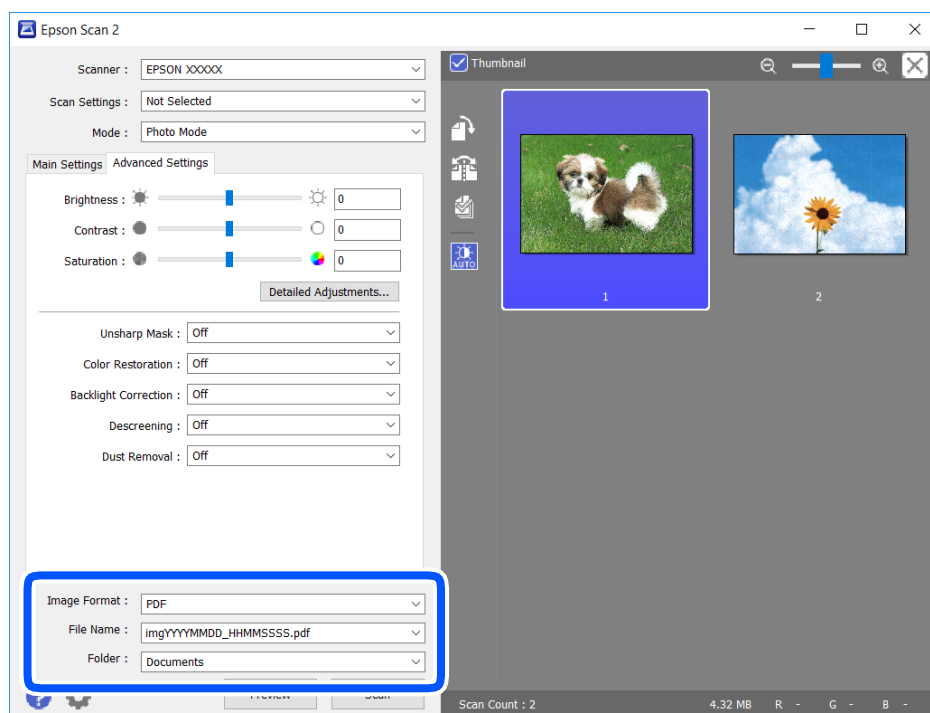 Epson Scan 2
Scanner : EPSON XXXXX
Scan Settings : Not Selected
Mode : Photo Mode
Main Settings Advanced Settings
Brightness : 0
Contrast : 0
Saturation : 0
Detailed Adjustments...
Unsharp Mask : Off
Color Restoration : Off
Backlight Correction : Off
Descreening : Off
Dust Removal : Off
Image Format : PDF
File Name : imgYYYYMMDD_HHMMSSSS.pdf
Folder : Documents
Preview Scan
Thumbnail
AUTO
1 2
Scan Count : 2 4.32 MB R - G - B -